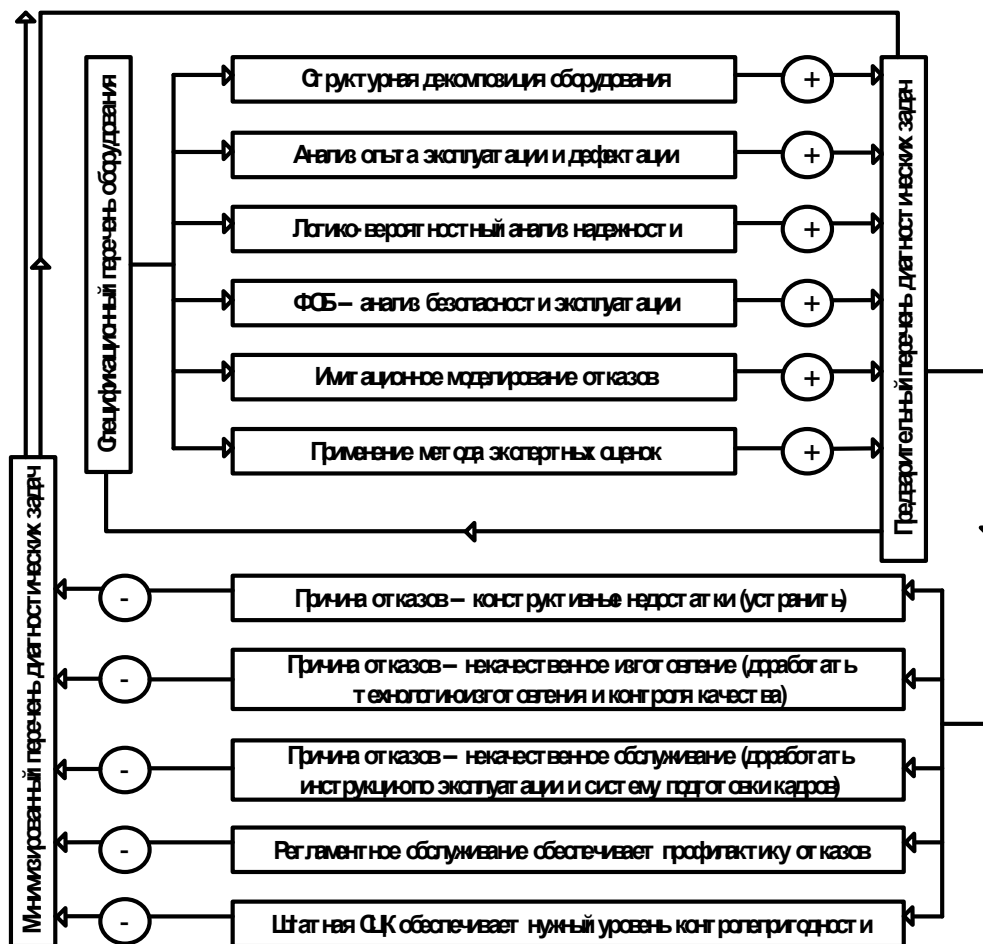 Спецификационный перечень оборудования
Структурная декомпозиция оборудования
+
Анализ опыта эксплуатации и дефектации
+
Логико-вероятностный анализ надежности
+
ФОБ – анализ безопасности эксплуатации
+
Имитационное моделирование отказов
+
Применение метода экспертных оценок
+
Предварительный перечень диагностических задач
Минимизированный перечень диагностических задач
-
Причина отказов – конструктивные недостатки (устранить)
-
Причина отказов – некачественное изготовление (доработать
технологию изготовления и контроля качества)
-
Причина отказов – некачественное обслуживание (доработать
инструкцию по эксплуатации и систему подготовки кадров)
-
Регламентное обслуживание обеспечивает профилактику отказов
-
Штатная СЦК обеспечивает нужный уровень контролепригодности